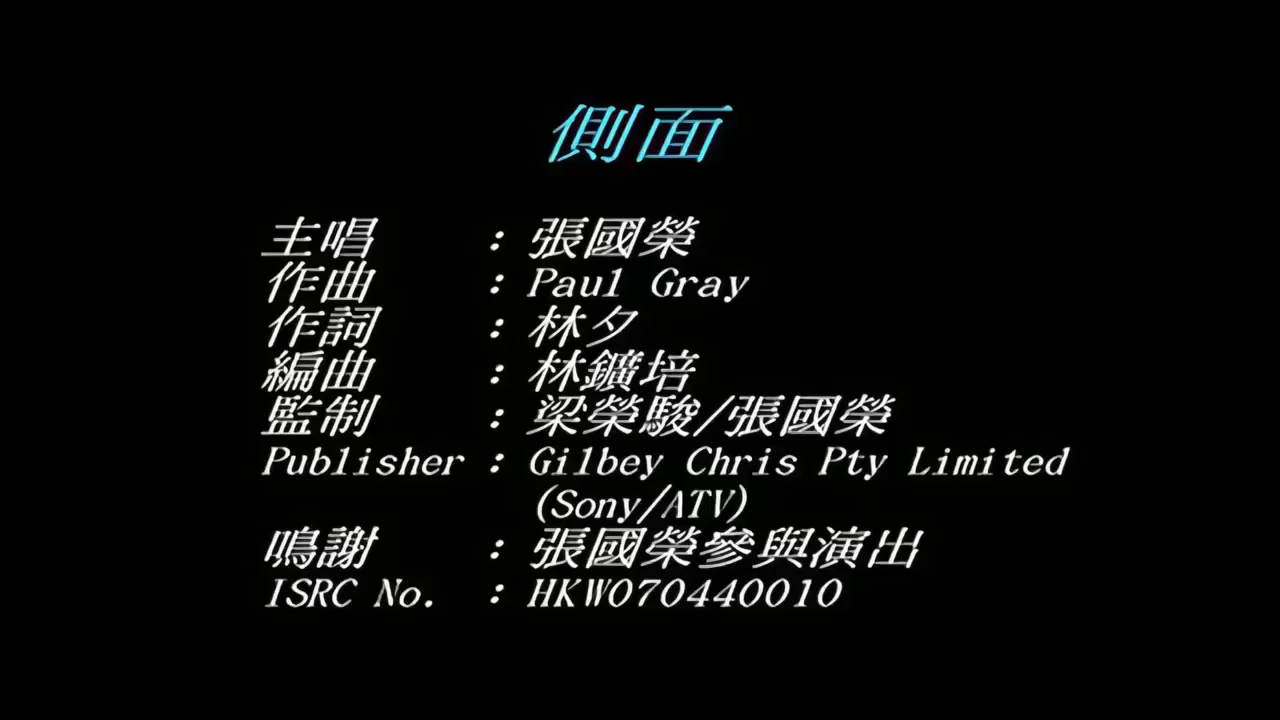 側面
主唱 : 張國榮
作曲 : Paul Gray
作詞 : 林夕
編曲 : 林鑛培
監制 : 梁榮駿/張國榮
Publisher : Gilbey Chris Pty Limited
(Sony/ATV)
鳴謝 : 張國榮參與演出
ISRC No. : HKW070440010